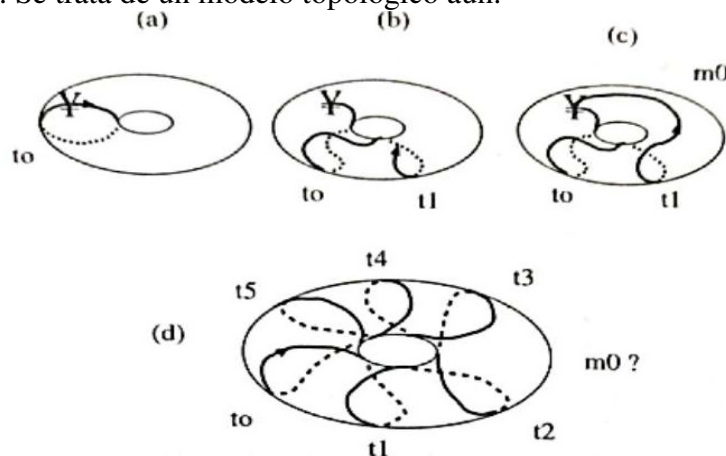 . Se trata de un modelo topológico aún.
(a)
(b)
(c)
m0
¥
¥
¥
to
to
t1
to
t1
(d)
t5
t4
t3
m0 ?
to
t1
t2